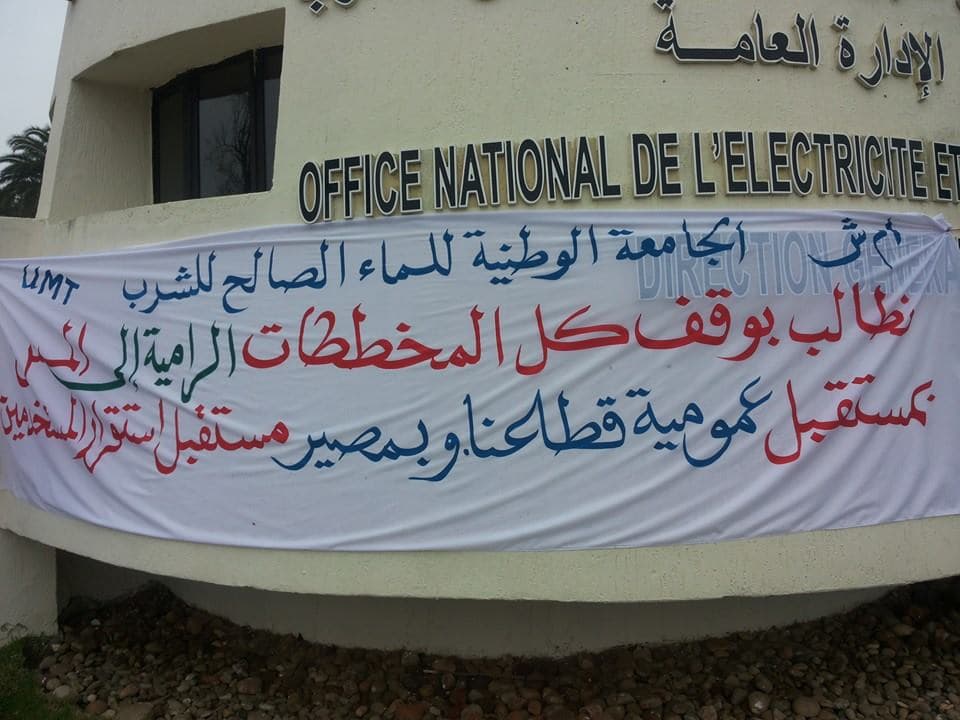 الإدارة العامة
OFFICE NATIONAL DE L'ELECTRICITE ET
DIRECTION GENERA
إ م ش الجامعة الوطنية للماء الصالح للشرب UMT
نطالب بوقف كل المخططات الرامية إلى المس
بمستقبل عمومية قطاعنا وبمصير مستقبل استقرار المستخدمين